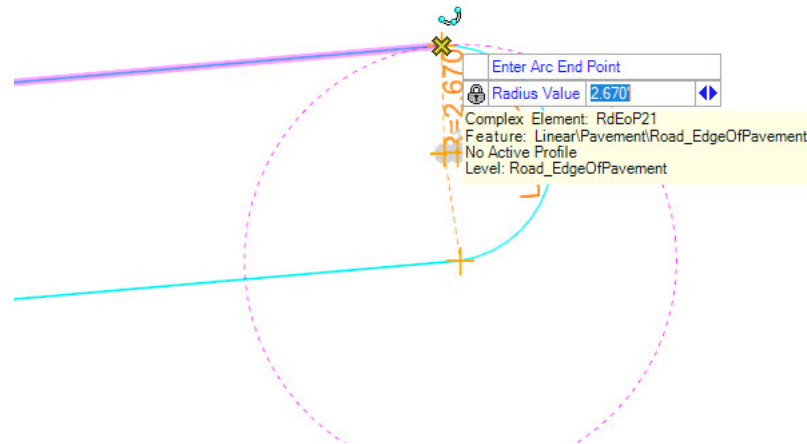 R=2.670'
Enter Arc End Point
Radius Value 2.670'
Complex Element: RdEoP21
Feature: Linear\Pavement\Road_EdgeOfPavement
No Active Profile
Level: Road_EdgeOfPavement